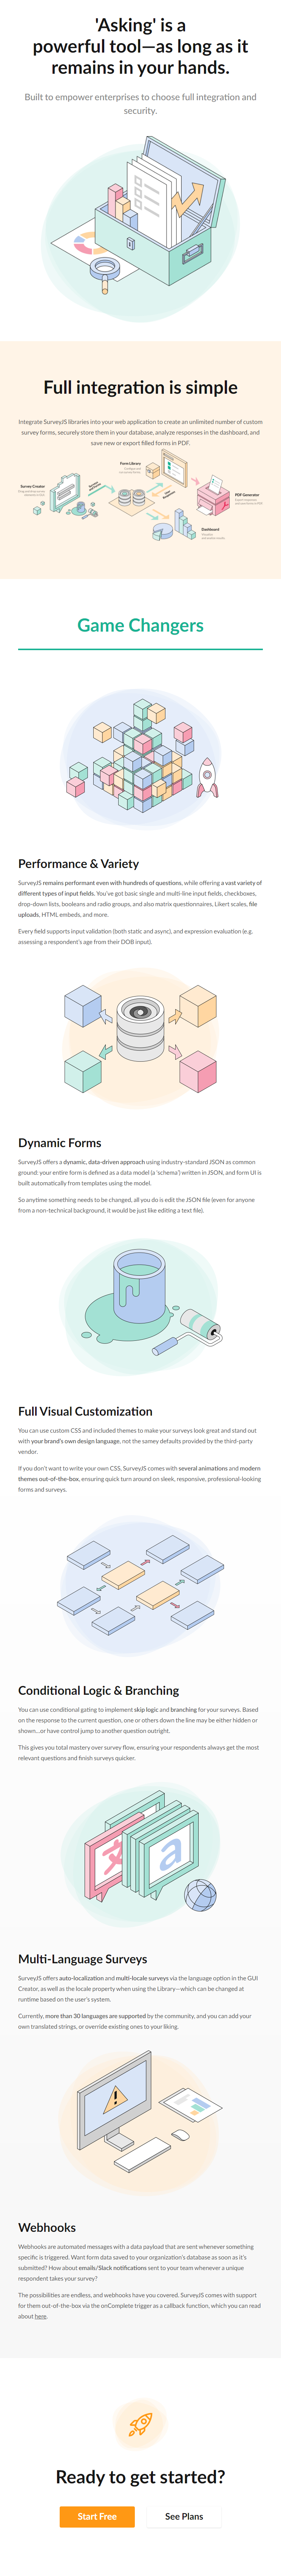 'Asking' is a
powerful tool—as long as it
remains in your hands.
Built to empower enterprises to choose full integration and
security.
Full integration is simple
Integrate SurveyJS libraries into your web application to create an unlimited number of custom
survey forms, securely store them in your database, analyze responses in the dashboard, and
save new or export filled forms in PDF.
Form Library
Survey Creator
PDF Generator
Dashboard
Game Changers
Performance & Variety
SurveyJS remains performant even with hundreds of questions, while offering a vast variety of
different types of input fields. You've got basic single and multi-line input fields, checkboxes,
drop-down lists, booleans and radio groups, and also matrix questionnaires, Likert scales, file
uploads, HTML embeds, and more.
Every field supports input validation (both static and async), and expression evaluation (e.g.
assessing a respondent's age from their DOB input).
Dynamic Forms
SurveyJS offers a dynamic, data-driven approach using industry-standard JSON as common
ground: your entire form is defined as a data model (a 'schema') written in JSON, and form UI is
built automatically from templates using the model.
So anytime something needs to be changed, all you do is edit the JSON file (even for anyone
from a non-technical background, it would be just like editing a text file).
Full Visual Customization
You can use custom CSS and included themes to make your surveys look great and stand out
with your brand's own design language, not the samey defaults provided by the third-party
vendor.
If you don't want to write your own CSS, SurveyJS comes with several animations and modern
themes out-of-the-box, ensuring quick turn around on sleek, responsive, professional-looking
forms and surveys.
Conditional Logic & Branching
You can use conditional gating to implement skip logic and branching for your surveys. Based
on the response to the current question, one or others down the line may be either hidden or
shown...or have control jump to another question outright.
This gives you total mastery over survey flow, ensuring your respondents always get the most
relevant questions and finish surveys quicker.
a
Multi-Language Surveys
SurveyJS offers auto-localization and multi-locale surveys via the language option in the GUI
Creator, as well as the locale property when using the Library—which can be changed at
runtime based on the user's system.
Currently, more than 30 languages are supported by the community, and you can add your
own translated strings, or override existing ones to your liking.
!
Webhooks
Webhooks are automated messages with a data payload that are sent whenever something
specific is triggered. Want form data saved to your organization's database as soon as it's
submitted? How about emails/Slack notifications sent to your team whenever a unique
respondent takes your survey?
The possibilities are endless, and webhooks have you covered. SurveyJS comes with support
for them out-of-the-box via the onComplete trigger as a callback function, which you can read
about here.
Ready to get started?
Start Free
See Plans